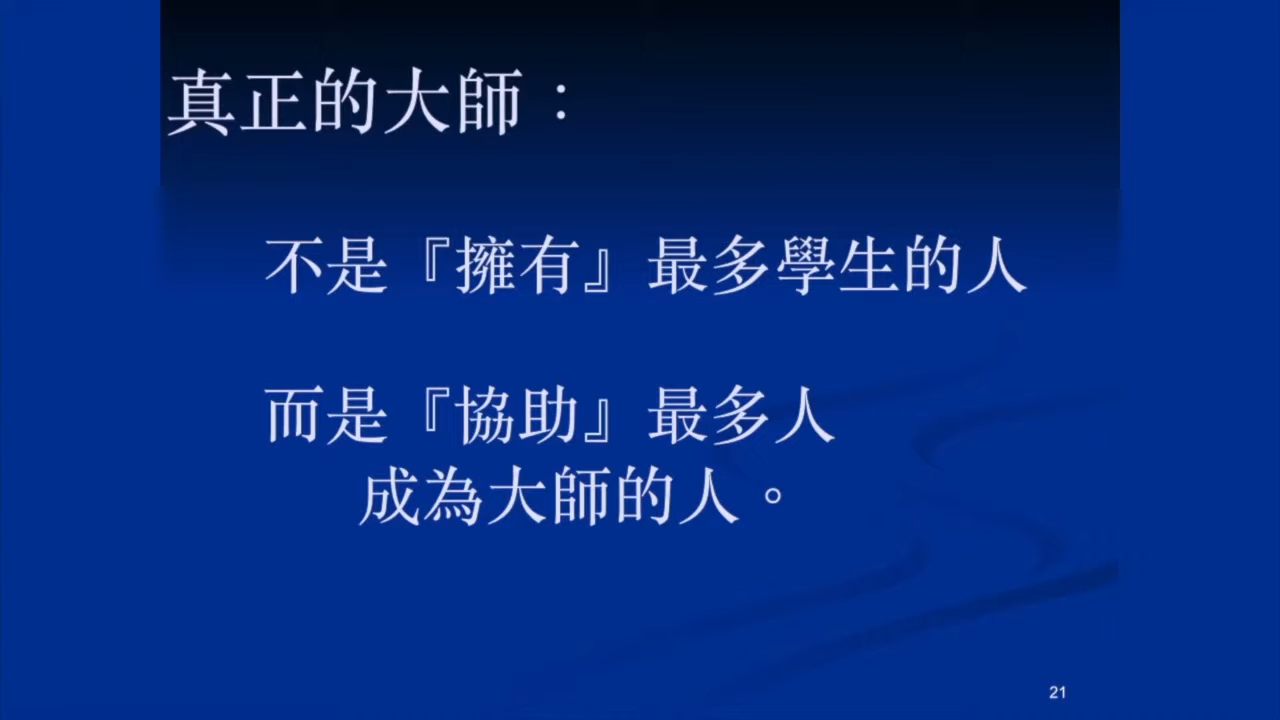 真正的大師：
不是『擁有』最多學生的人
而是『協助』最多人
成為大師的人。
21